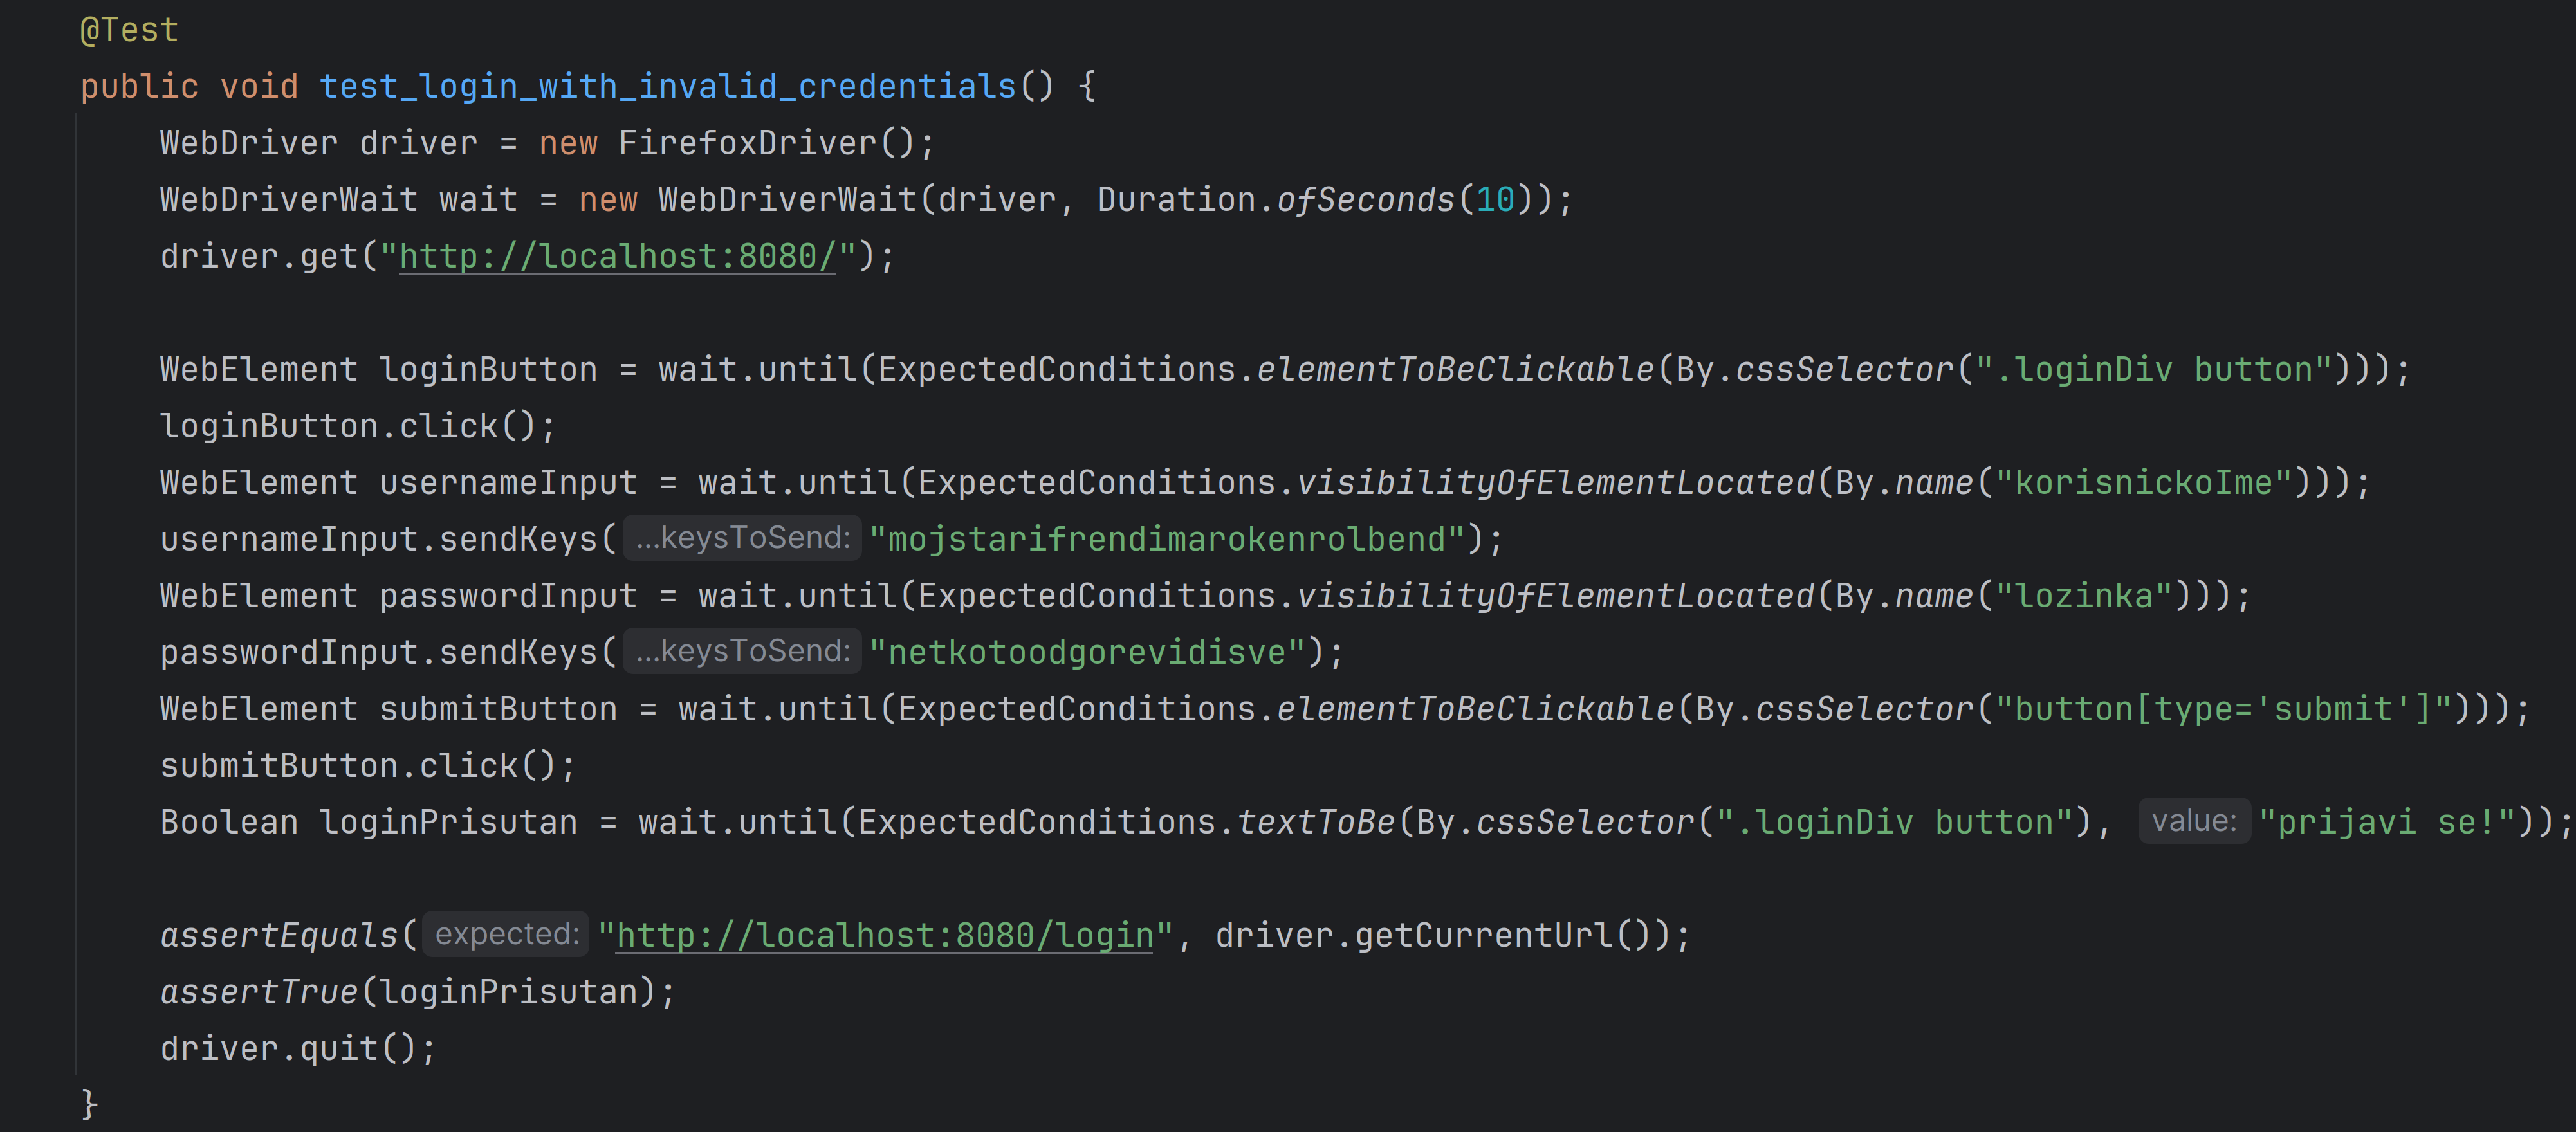 @Test
public void test_login_with_invalid_credentials() {
WebDriver driver = new FirefoxDriver();
WebDriverWait wait = new WebDriverWait(driver, Duration.ofSeconds(10));
driver.get("http://localhost:8080/");
WebElement loginButton = wait.until(ExpectedConditions.elementToBeClickable(By.cssSelector(".loginDiv button")));
loginButton.click();
WebElement usernameInput = wait.until(ExpectedConditions.visibilityOfElementLocated(By.name("korisnickoIme")));
usernameInput.sendKeys( ...keysToSend: "mojstarifrendimarokenrolbend");
WebElement passwordInput = wait.until(ExpectedConditions.visibilityOfElementLocated(By.name("lozinka")));
passwordInput.sendKeys( ...keysToSend: "netkotoodgorevidisve");
WebElement submitButton = wait.until(ExpectedConditions.elementToBeClickable(By.cssSelector("button[type='submit']")));
submitButton.click();
Boolean loginPrisutan = wait.until(ExpectedConditions.textToBe(By.cssSelector(".loginDiv button"), value: "prijavi se!"));
assertEquals( expected: "http://localhost:8080/login", driver.getCurrentUrl());
assertTrue(loginPrisutan);
driver.quit();
}